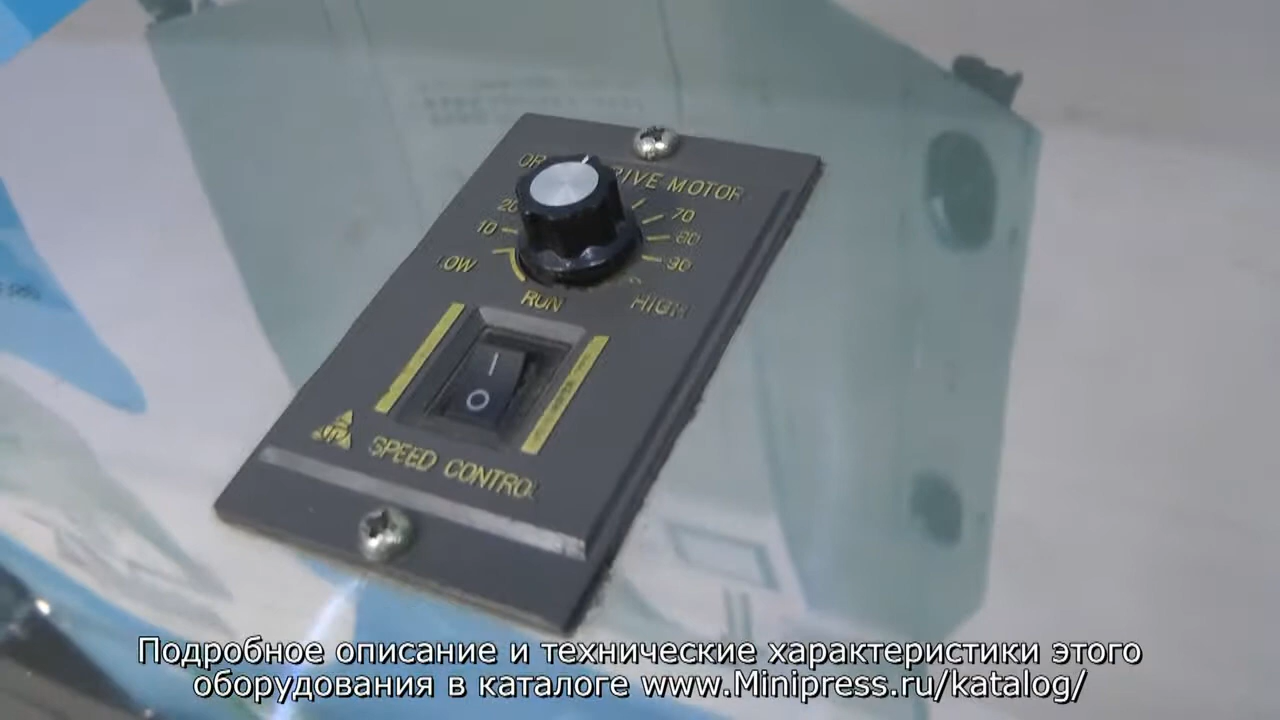 DRIVE MOTOR
20
70
10
80
LOW
90
RUN
HIGH
I
O
SPEED CONTROL
Подробное описание и технические характеристики этого
оборудования в каталоге www.Minipress.ru/katalog/